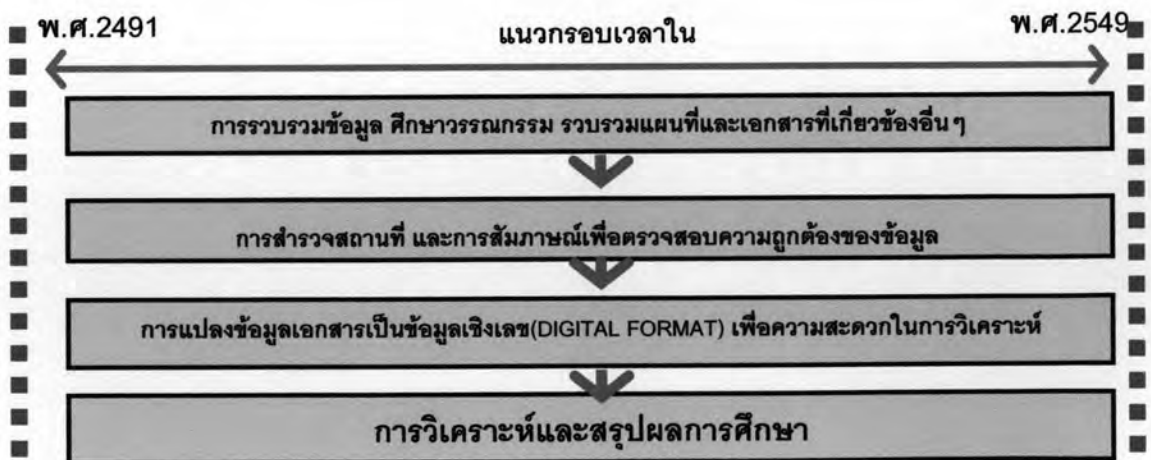 พ.ศ.2491 แนวกรอบเวลาใน พ.ศ.2549
การรวบรวมข้อมูล ศึกษาวรรณกรรม รวบรวมแผนที่และเอกสารที่เกี่ยวข้องอื่น ๆ
การสำรวจสถานที่ และการสัมภาษณ์เพื่อตรวจสอบความถูกต้องของข้อมูล
การแปลงข้อมูลเอกสารเป็นข้อมูลเชิงเลข(DIGITAL FORMAT) เพื่อความสะดวกในการวิเคราะห์
การวิเคราะห์และสรุปผลการศึกษา